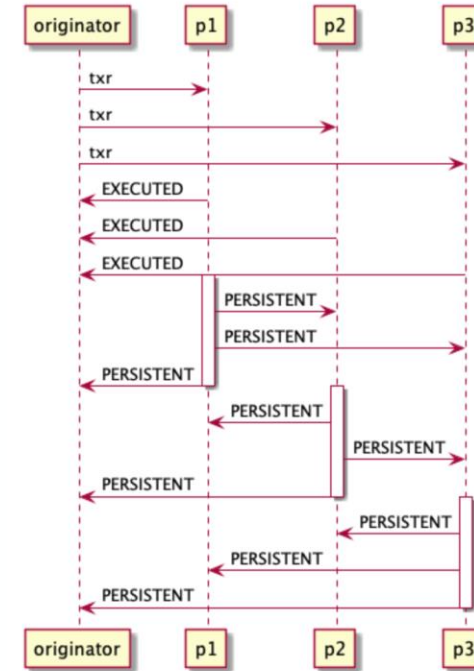 originator p1 p2 p3
txr
txr
txr
EXECUTED
EXECUTED
EXECUTED
PERSISTENT
PERSISTENT
PERSISTENT
PERSISTENT
PERSISTENT
PERSISTENT
PERSISTENT
PERSISTENT
PERSISTENT
originator p1 p2 p3